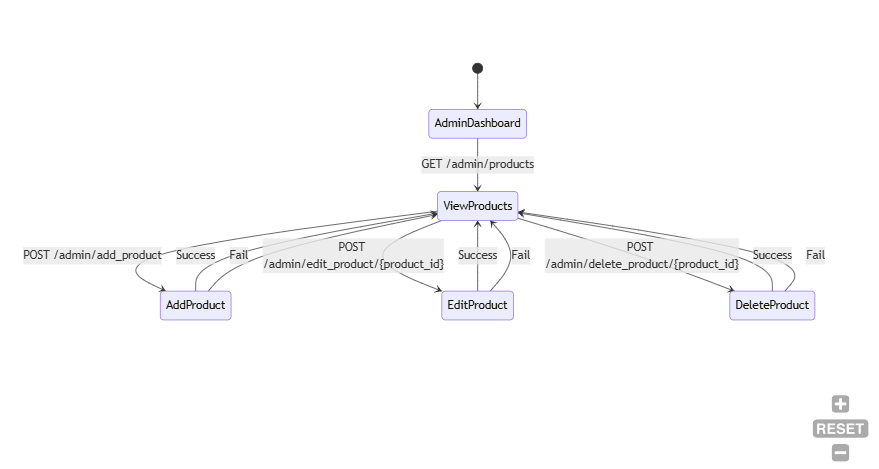 AdminDashboard
GET /admin/products
ViewProducts
POST /admin/add_product
Success
Fail
POST
/admin/edit_product/{product_id}
Success
Fail
POST
/admin/delete_product/{product_id}
Success
Fail
AddProduct
EditProduct
DeleteProduct
RESET